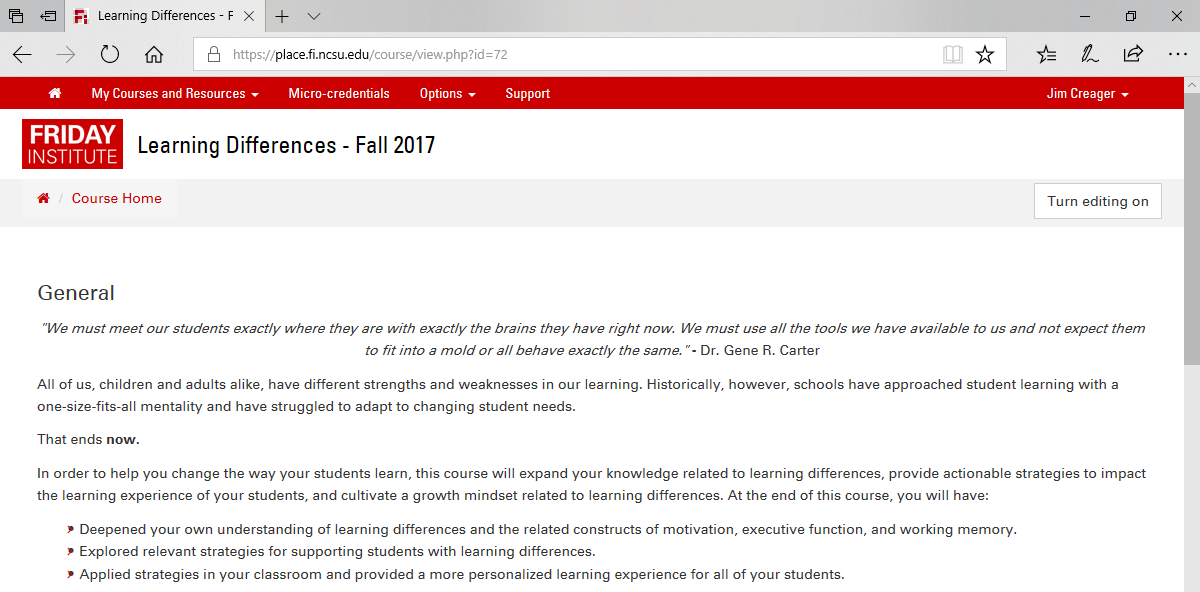 Learning Differences - F
https://place.fi.ncsu.edu/course/view.php?id=72
My Courses and Resources Micro-credentials Options Support Jim Creager
FRIDAY
INSTITUTE
Learning Differences - Fall 2017
/ Course Home
Turn editing on
General
"We must meet our students exactly where they are with exactly the brains they have right now. We must use all the tools we have available to us and not expect them
to fit into a mold or all behave exactly the same." - Dr. Gene R. Carter
All of us, children and adults alike, have different strengths and weaknesses in our learning. Historically, however, schools have approached student learning with a
one-size-fits-all mentality and have struggled to adapt to changing student needs.
That ends now.
In order to help you change the way your students learn, this course will expand your knowledge related to learning differences, provide actionable strategies to impact
the learning experience of your students, and cultivate a growth mindset related to learning differences. At the end of this course, you will have:
Deepened your own understanding of learning differences and the related constructs of motivation, executive function, and working memory.
Explored relevant strategies for supporting students with learning differences.
Applied strategies in your classroom and provided a more personalized learning experience for all of your students.